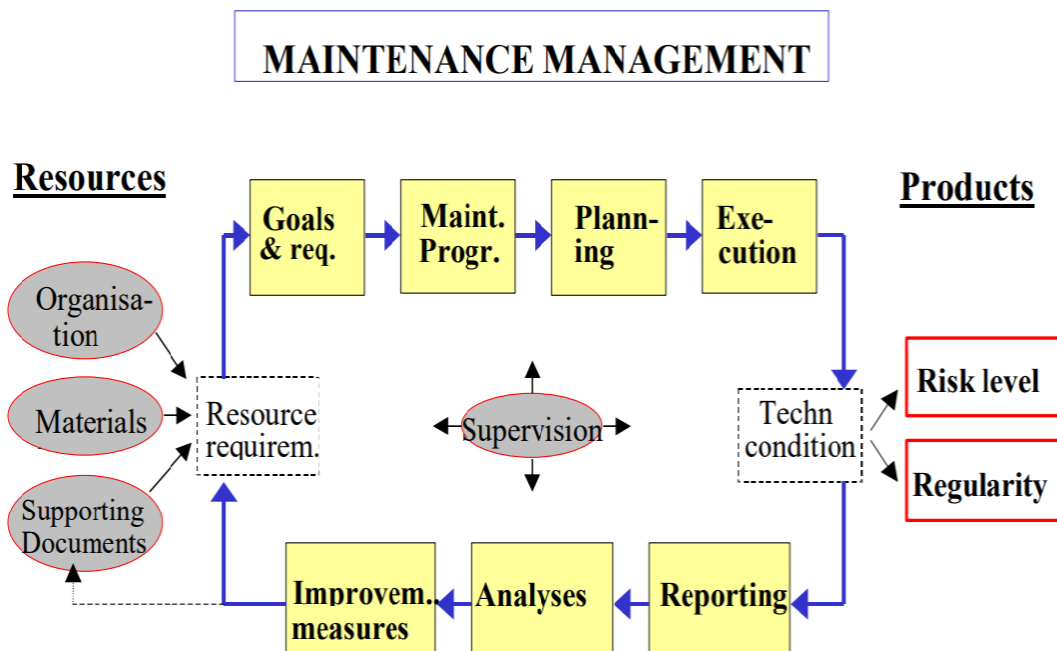 MAINTENANCE MANAGEMENT
Resources
Products
Goals
& req.
Maint.
Progr.
Plann-
ing
Exe-
cution
Organisa-
tion
Materials
Supporting
Documents
Resource
requirem.
Supervision
Techn
condition
Risk level
Regularity
Improvem..
measures
Analyses
Reporting